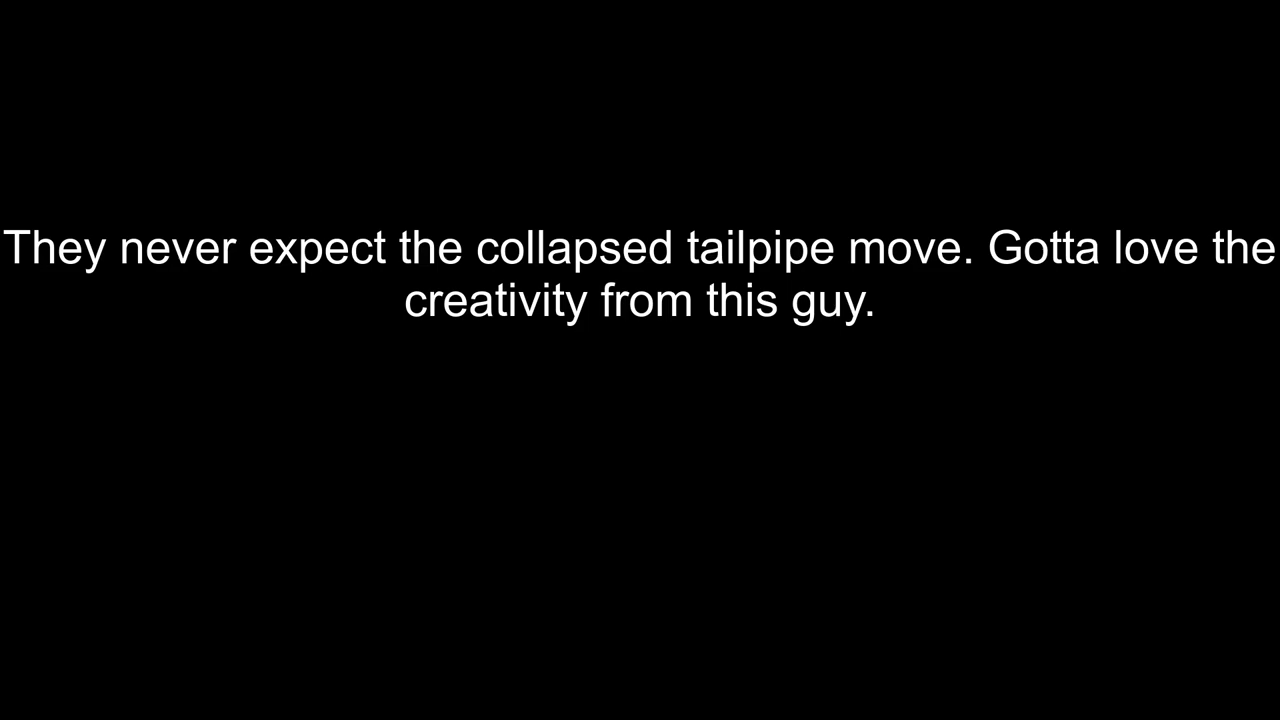 They never expect the collapsed tailpipe move. Gotta love the
creativity from this guy.